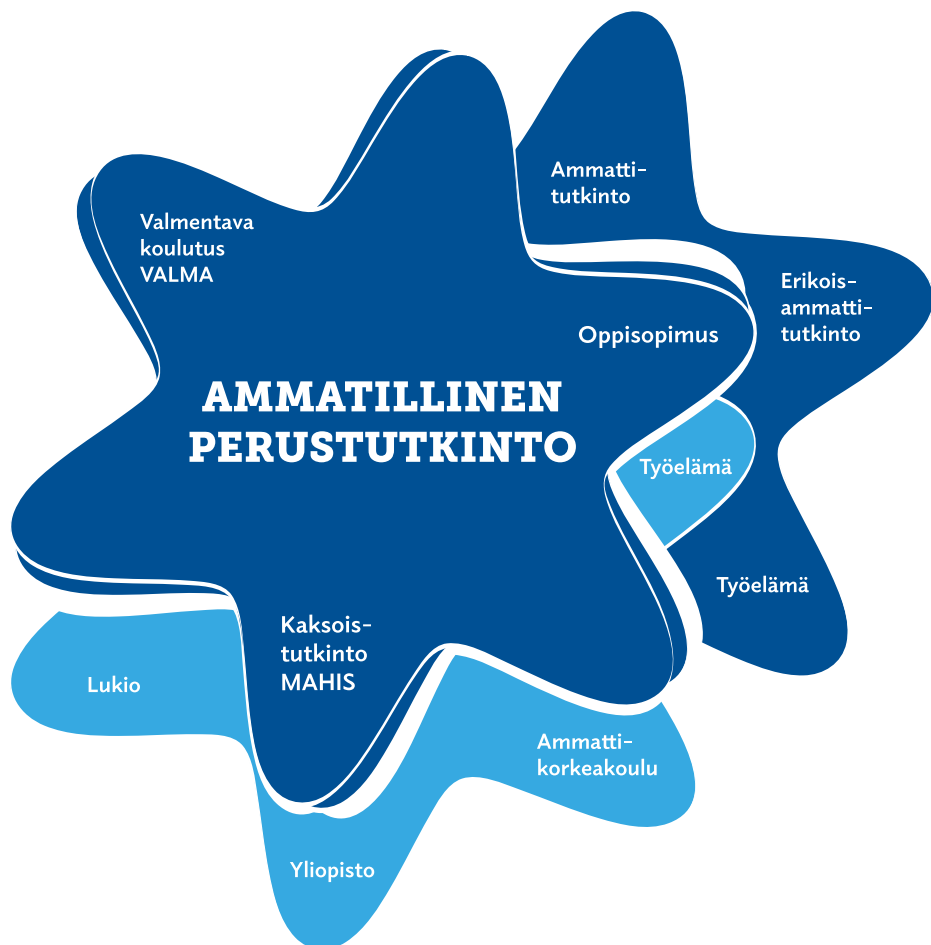 Ammatti-
tutkinto
Valmentava
koulutus
VALMA
Erikois-
ammatti-
tutkinto
Oppisopimus
AMMATILLINEN
PERUSTUTKINTO
Työelämä
Työelämä
Kaksois-
tutkinto
MAHIS
Lukio
Ammatti-
korkeakoulu
Yliopisto